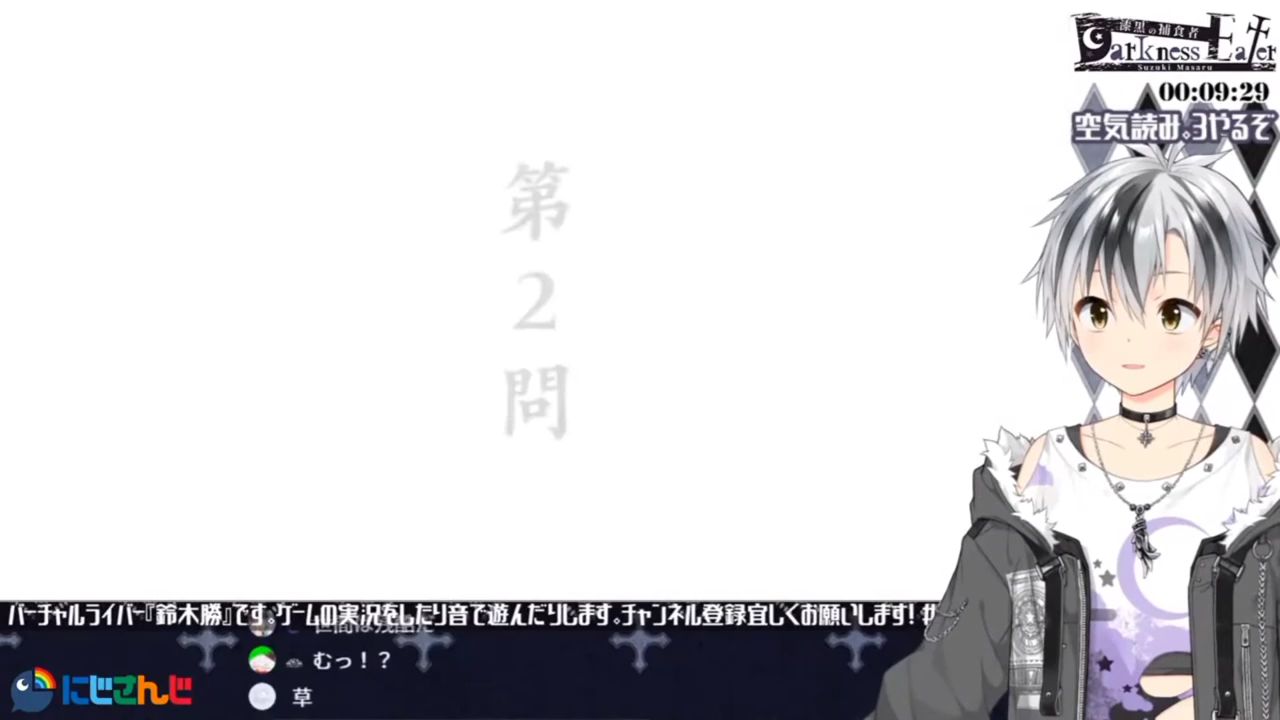 漆黒の捕食者
Darkness Eater
Suzuki Masaru
00:09:29
空気読み。3やるぞ
第
2
問
バーチャルライバー『鈴木勝』です。ゲームの実況をしたり音で遊んだりします。チャンネル登録宜しくお願いします!
むっ!?
草
にじさんじ